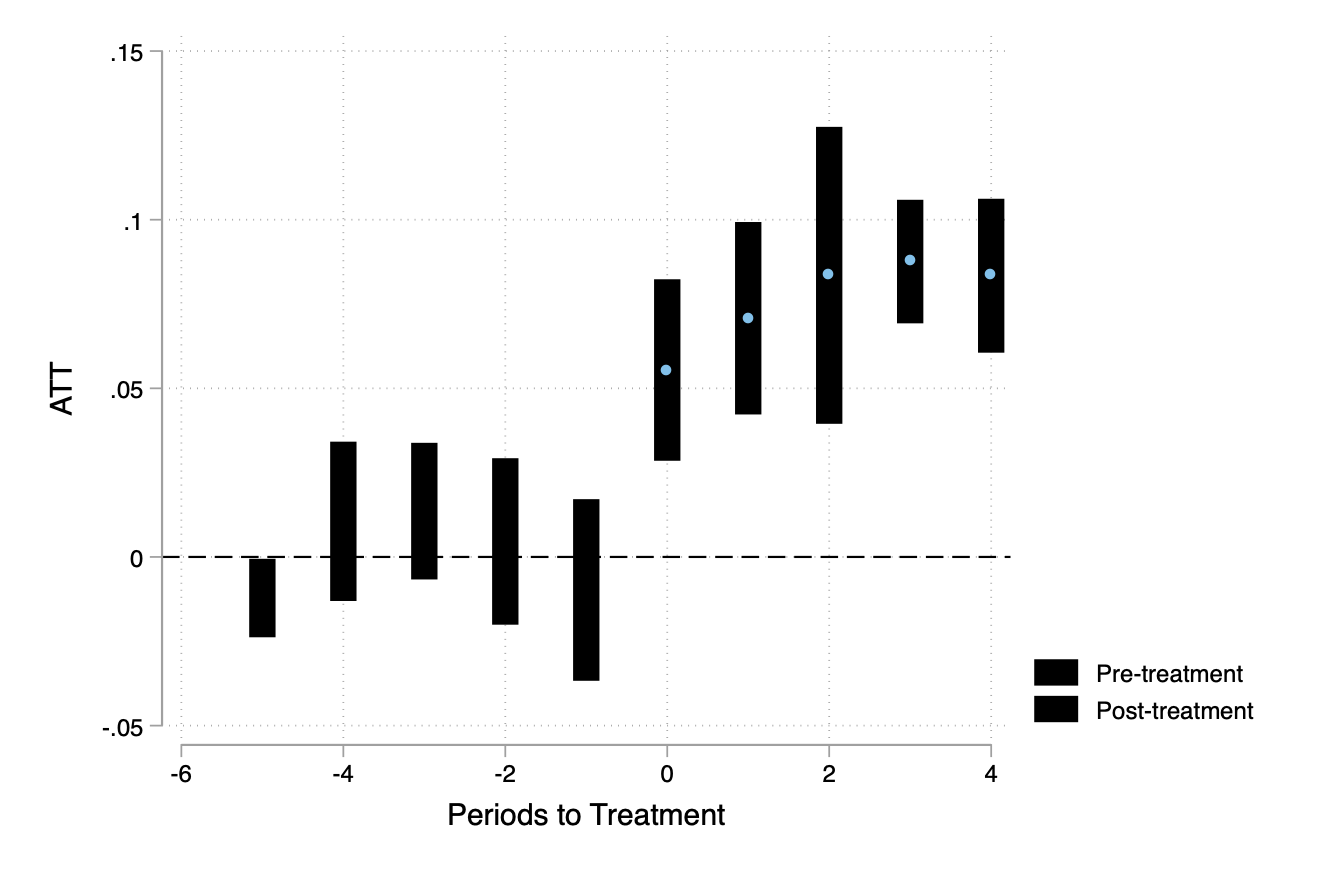 .15
.1
.05
0
-.05
ATT
-6 -4 -2 0 2 4
Periods to Treatment
Pre-treatment
Post-treatment